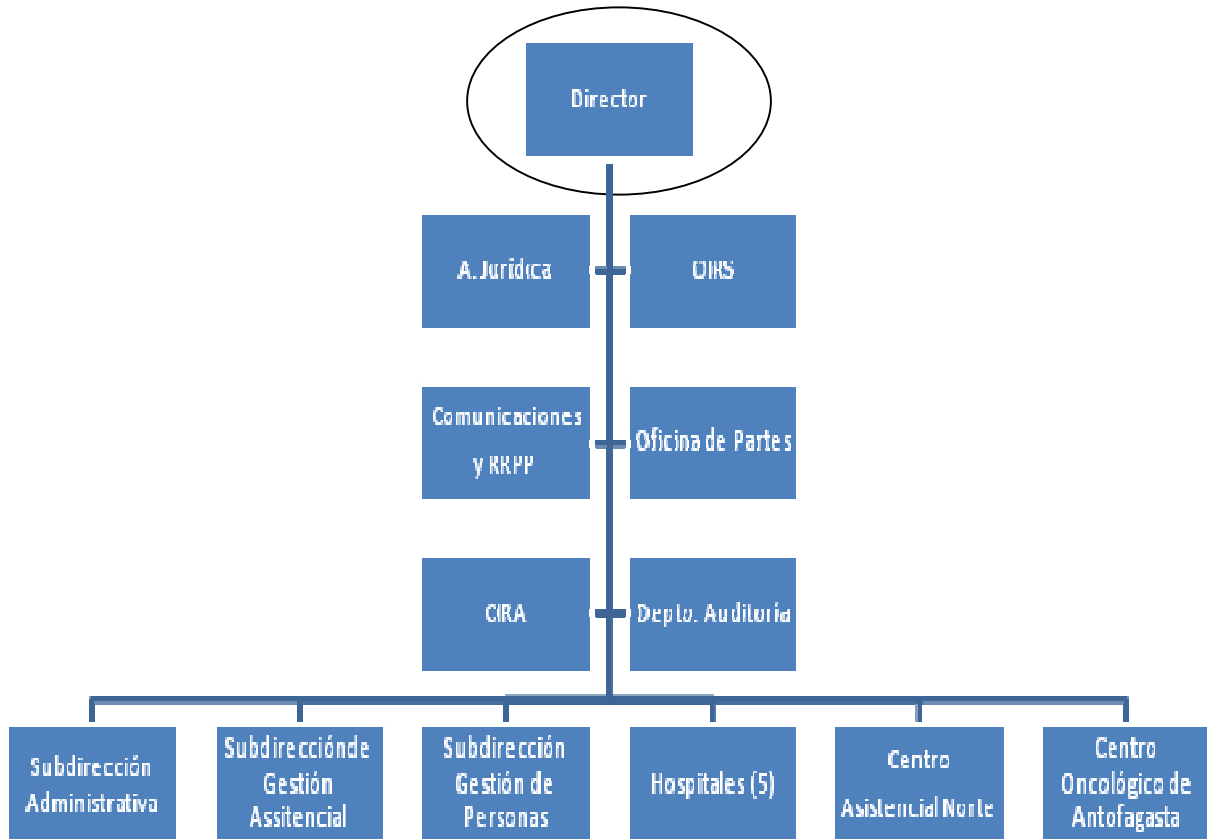 Director
A. Jurídica
OIRS
Comunicaciones
y RRPP
Oficina de Partes
CIRA
Depto. Auditoría
Subdirección
Administrativa
Subdirecciónde
Gestión
Assitencial
Subdirección
Gestión de
Personas
Hospitales (5)
Centro
Asistencial Norte
Centro
Oncológico de
Antofagasta